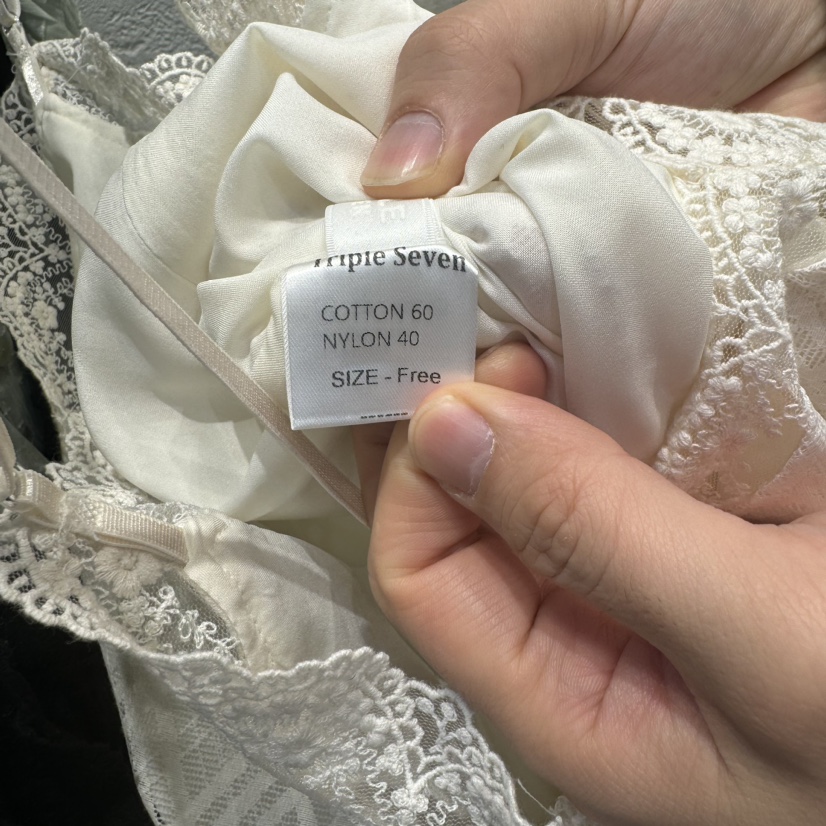 Triple Seven
COTTON 60
NYLON 40
SIZE - Free